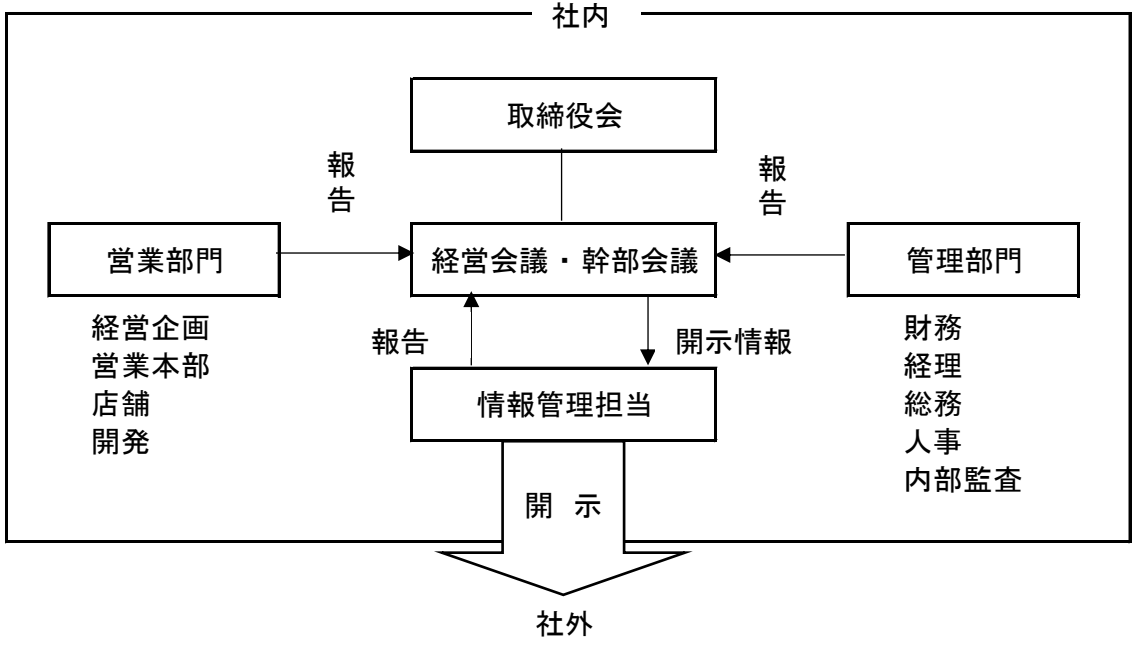 社内
取締役会
報告
報告
営業部門
経営会議・幹部会議
管理部門
経営企画
営業本部
店舗
開発
報告
開示情報
財務
経理
総務
人事
内部監査
情報管理担当
開 示
社外